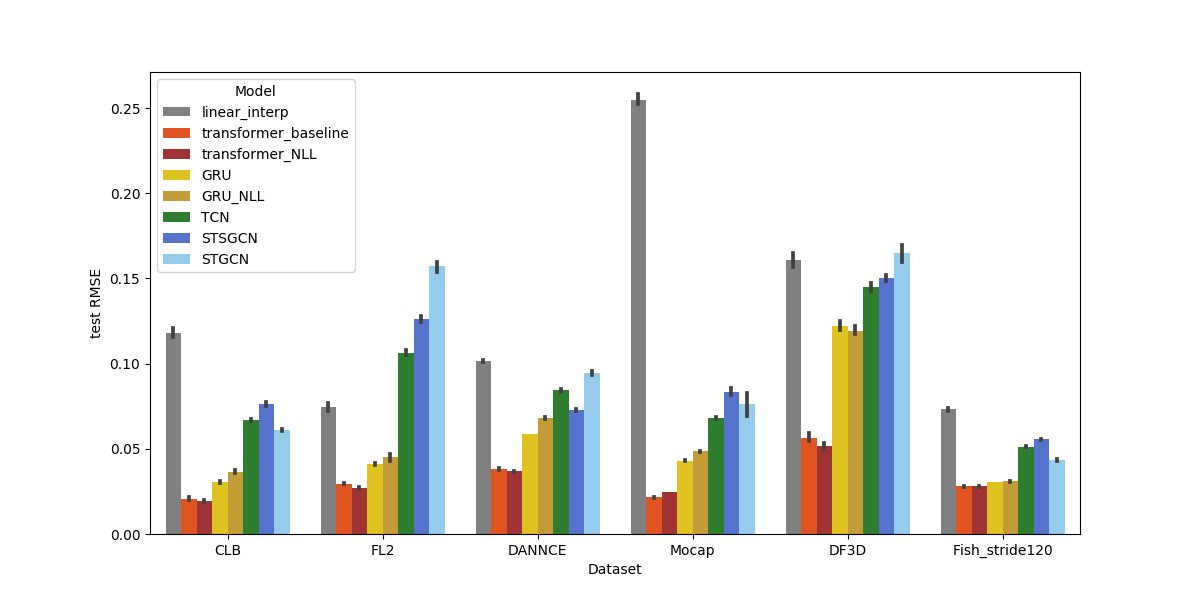 Model
linear_interp
transformer_baseline
transformer_NLL
GRU
GRU_NLL
TCN
STSGCN
STGCN
test RMSE
0.25
0.20
0.15
0.10
0.05
0.00
CLB FL2 DANNCE Mocap DF3D Fish_stride120
Dataset